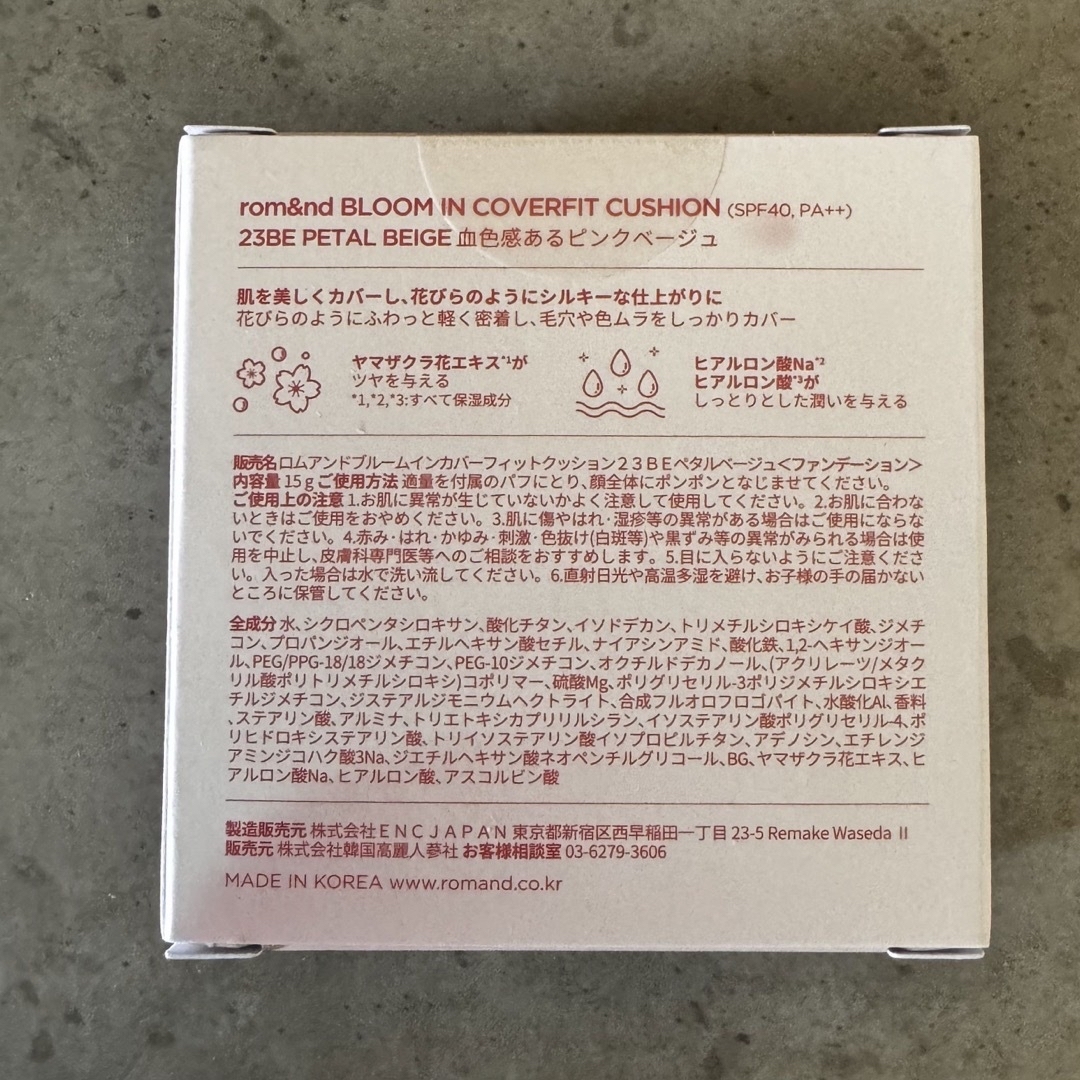 rom&nd BLOOM IN COVERFIT CUSHION (SPF40, PA++)
23BE PETAL BEIGE 血色感あるピンクベージュ
肌を美しくカバーし、花びらのようにシルキーな仕上がりに
花びらのようにふわっと軽く密着し、毛穴や色ムラをしっかりカバー
ヤマザクラ花エキス*1が
ツヤを与える
*1,*2,*3:すべて保湿成分
ヒアルロン酸Na*2
ヒアルロン酸*3が
しっとりとした潤いを与える
販売名 ロムアンドブルームインカバーフィットクッション23BEペタルベージュ<ファンデーション>
内容量 15g ご使用方法 適量を付属のパフにとり、顔全体にポンポンとなじませてください。
ご使用上の注意 1.お肌に異常が生じていないかよく注意して使用してください。2.お肌に合わな
いときはご使用をおやめください。3.肌に傷やはれ・湿疹等の異常がある場合はご使用にならな
いでください。4.赤み・はれ・かゆみ・刺激・色抜け(白斑等)や黒ずみ等の異常がみられる場合は使
用を中止し、皮膚科専門医等へのご相談をおすすめします。5.目に入らないようにご注意くださ
い。入った場合は水で洗い流してください。6.直射日光や高温多湿を避け、お子様の手の届かない
ところに保管してください。
全成分 水、シクロペンタシロキサン、酸化チタン、イソドデカン、トリメチルシロキシケイ酸、ジメチ
コン、プロパンジオール、エチルヘキサン酸セチル、ナイアシンアミド、酸化鉄、1,2-ヘキサンジオー
ル、PEG/PPG-18/18ジメチコン、PEG-10ジメチコン、オクチルドデカノール、(アクリレーツ/メタク
リル酸ポリトリメチルシロキシ)コポリマー、硫酸Mg、ポリグリセリル-3ポリジメチルシロキシエ
チルジメチコン、ジステアルジモニウムヘクトライト、合成フルオロフロゴパイト、水酸化Al、香料
、ステアリン酸、アルミナ、トリエトキシカプリリルシラン、イソステアリン酸ポリグリセリル-4、ポ
リヒドロキシステアリン酸、トリイソステアリン酸イソプロピルチタン、アデノシン、エチレンジ
アミンジコハク酸3Na、ジエチルヘキサン酸ネオペンチルグリコール、BG、ヤマザクラ花エキス、ヒ
アルロン酸Na、ヒアルロン酸、アスコルビン酸
製造販売元 株式会社ENC JAPAN 東京都新宿区西早稲田一丁目 23-5 Remake Waseda Ⅱ
販売元 株式会社韓国高麗人蔘社 お客様相談室 03-6279-3606
MADE IN KOREA www.romand.co.kr